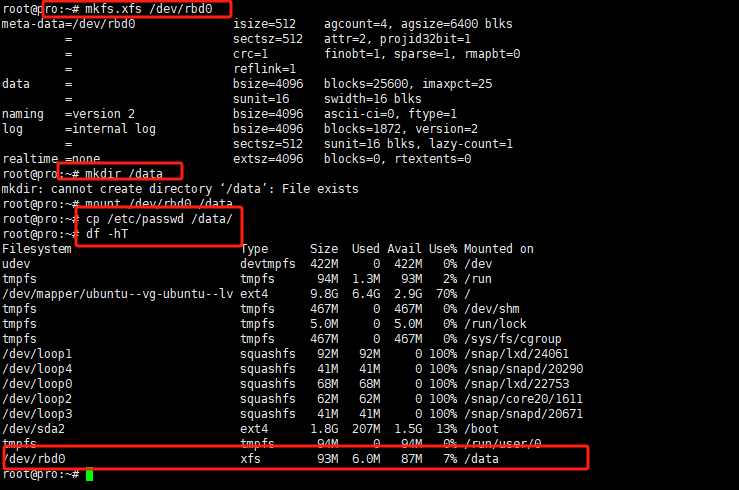 root@pro:~# mkfs.xfs /dev/rbd0
meta-data=/dev/rbd0 isize=512 agcount=4, agsize=6400 blks
= sectsz=512 attr=2, projid32bit=1
= crc=1 finobt=1, sparse=1, rmapbt=0
= reflink=1
data = bsize=4096 blocks=25600, imaxpct=25
= sunit=16 swidth=16 blks
naming =version 2 bsize=4096 ascii-ci=0, ftype=1
log =internal log bsize=4096 blocks=1872, version=2
= sectsz=512 sunit=16 blks, lazy-count=1
realtime =none extsz=4096 blocks=0, rtextents=0
root@pro:~# mkdir /data
mkdir: cannot create directory ‘/data’: File exists
root@pro:~# mount /dev/rbd0 /data
root@pro:~# cp /etc/passwd /data/
root@pro:~# df -hT
Filesystem Type Size Used Avail Use% Mounted on
udev devtmpfs 422M 0 422M 0% /dev
tmpfs tmpfs 94M 1.3M 93M 2% /run
/dev/mapper/ubuntu--vg-ubuntu--lv ext4 9.8G 6.4G 2.9G 70% /
tmpfs tmpfs 467M 0 467M 0% /dev/shm
tmpfs tmpfs 5.0M 0 5.0M 0% /run/lock
tmpfs tmpfs 467M 0 467M 0% /sys/fs/cgroup
/dev/loop1 squashfs 92M 92M 0 100% /snap/lxd/24061
/dev/loop4 squashfs 41M 41M 0 100% /snap/snapd/20290
/dev/loop0 squashfs 68M 68M 0 100% /snap/lxd/22753
/dev/loop2 squashfs 62M 62M 0 100% /snap/core20/1611
/dev/loop3 squashfs 41M 41M 0 100% /snap/snapd/20671
/dev/sda2 ext4 1.8G 207M 1.5G 13% /boot
tmpfs tmpfs 94M 0 94M 0% /run/user/0
/dev/rbd0 xfs 93M 6.0M 87M 7% /data
root@pro:~#